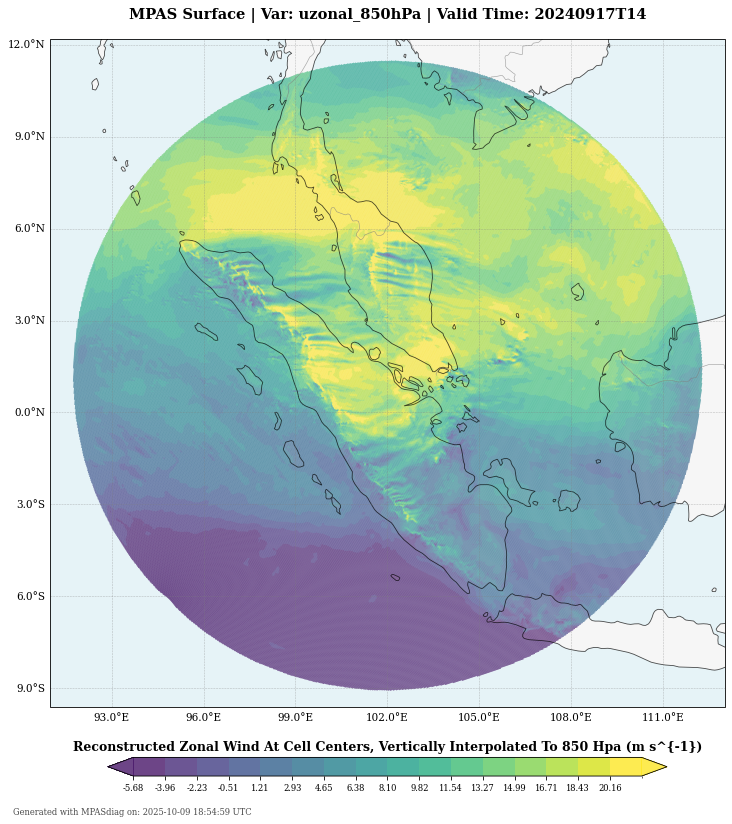 MPAS Surface | Var: uzonal_850hPa | Valid Time: 20240917T14
12.0°N
9.0°N
6.0°N
3.0°N
0.0°N
3.0°S
6.0°S
9.0°S
93.0°E 96.0°E 99.0°E 102.0°E 105.0°E 108.0°E 111.0°E
Reconstructed Zonal Wind At Cell Centers, Vertically Interpolated To 850 Hpa (m s^{-1})
-5.68 -3.96 -2.23 -0.51 1.21 2.93 4.65 6.38 8.10 9.82 11.54 13.27 14.99 16.71 18.43 20.16
Generated with MPASdiag on: 2025-10-09 18:54:59 UTC